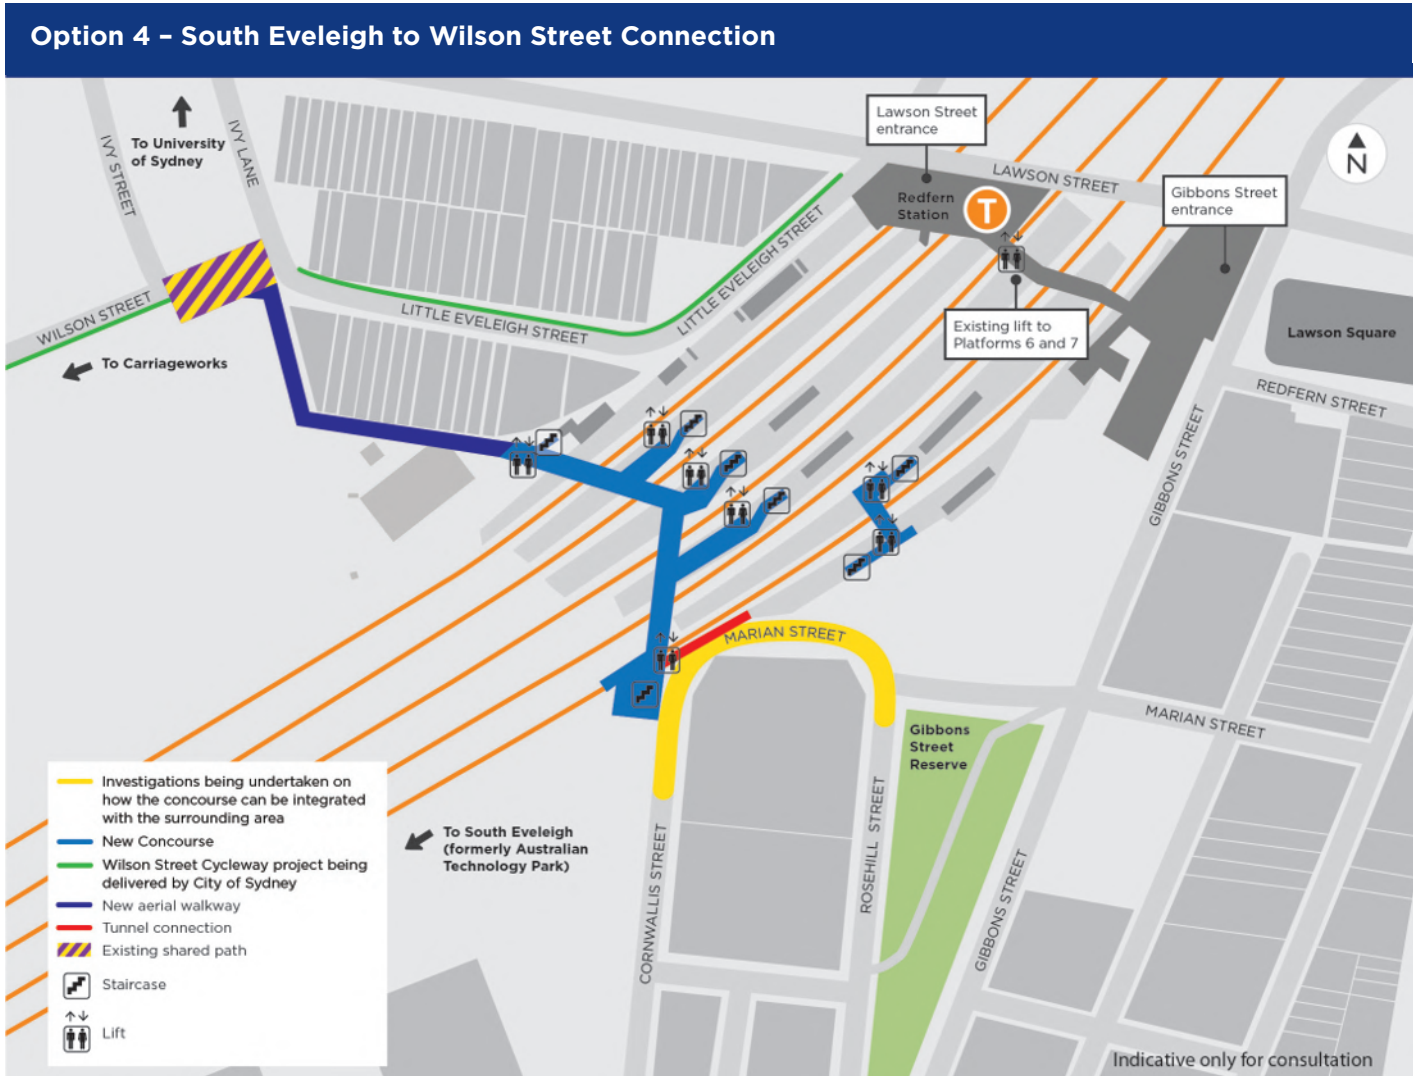 Option 4 – South Eveleigh to Wilson Street Connection
To University
of Sydney
IVY STREET
IVY LANE
Lawson Street
entrance
LAWSON STREET
N
Gibbons Street
entrance
Redfern
Station
T
WILSON STREET
LITTLE EVELEIGH STREET
LITTLE EVELEIGH STREET
Existing lift to
Platforms 6 and 7
Lawson Square
To Carriageworks
REDFERN STREET
GIBBONS STREET
MARIAN STREET
MARIAN STREET
Gibbons
Street
Reserve
Investigations being undertaken on
how the concourse can be integrated
with the surrounding area
New Concourse
Wilson Street Cycleway project being
delivered by City of Sydney
New aerial walkway
Tunnel connection
Existing shared path
Staircase
Lift
To South Eveleigh
(formerly Australian
Technology Park)
CORNWALLIS STREET
ROSEHILL STREET
GIBBONS STREET
Indicative only for consultation